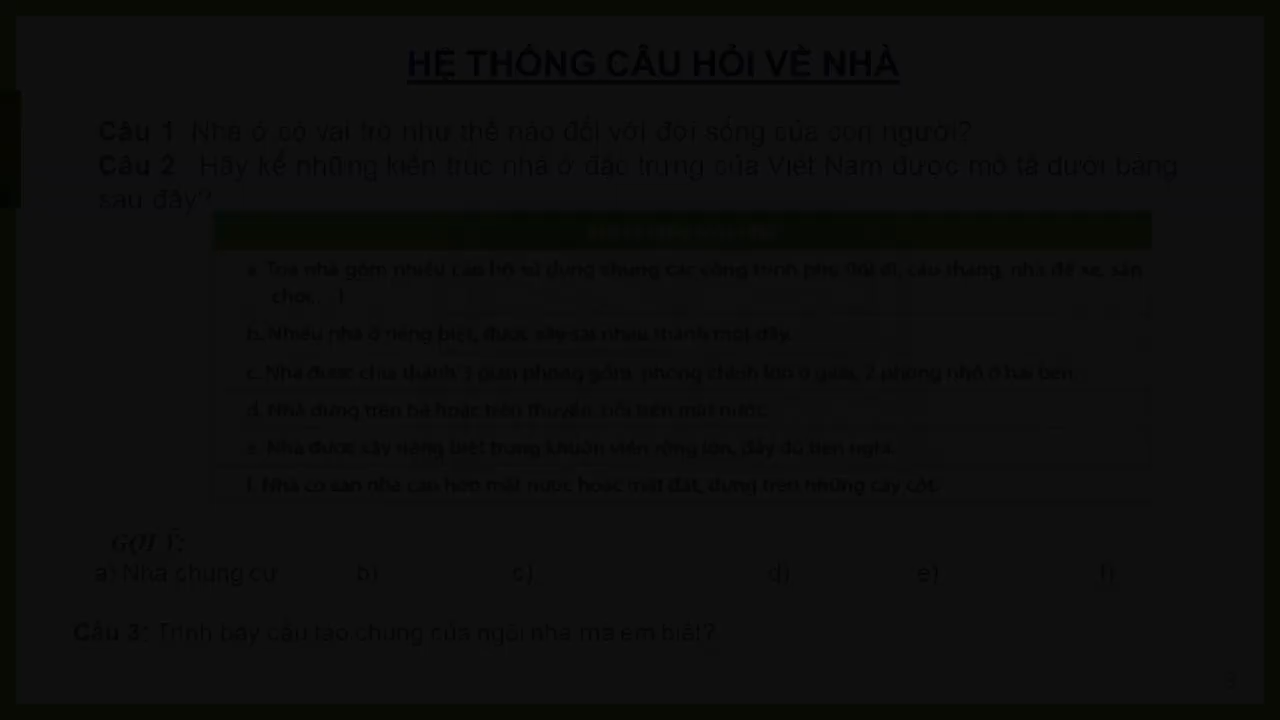 HỆ THỐNG CÂU HỎI VỀ NHÀ
Câu 1 Nhà ở có vai trò như thế nào đối với đời sống của con người?
Câu 2 Hãy kể những kiến trúc nhà ở đặc trưng của Việt Nam được mô tả dưới bảng
sau đây?
a. Tòa nhà gồm nhiều căn hộ sử dụng chung các công trình phụ (lối đi, cầu thang, nhà để xe, sân
chơi, ...)
b. Nhiều nhà ở riêng biệt, được xây sát nhau thành một dãy.
c. Nhà được chia thành 3 gian phòng gồm: phòng chính lớn ở giữa, 2 phòng nhỏ ở hai bên.
d. Nhà dựng trên bè hoặc trên thuyền, nổi trên mặt nước.
e. Nhà được xây riêng biệt trong khuôn viên rộng lớn, đầy đủ tiện nghi.
f. Nhà có sàn nhà cao hơn mặt nước hoặc mặt đất, dựng trên những cây cột.
GỢI Ý:
a) Nhà chung cư b) c) d) e) f)
Câu 3: Trình bày cấu tạo chung của ngôi nhà mà em biết?